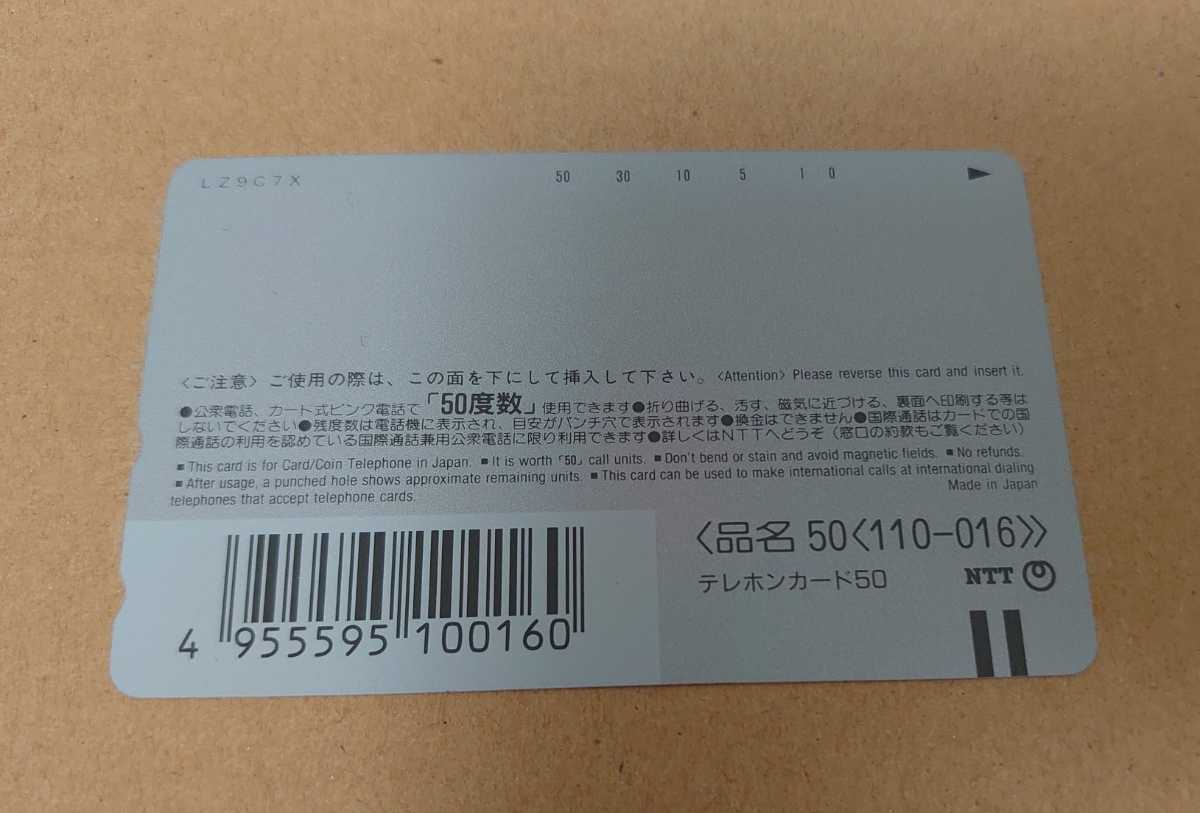 LZ9G7X 50 30 10 5 1 0
〈ご注意〉ご使用の際は、この面を下にして挿入して下さい。〈Attention〉Please reverse this card and insert it.
●公衆電話、カード式ピンク電話で「50度数」使用できます●折り曲げる、汚す、磁気に近づける、裏面へ印刷する等は
しないでください●残度数は電話機に表示され、目安がパンチ穴で表示されます●換金はできません●国際通話はカードでの国
際通話の利用を認めている国際通話兼用公衆電話に限り利用できます●詳しくはNTTへどうぞ（窓口の約款もご覧ください）
■This card is for Card/Coin Telephone in Japan. ■It is worth「50」call units. ■Don't bend or stain and avoid magnetic fields. ■No refunds.
■After usage, a punched hole shows approximate remaining units. ■This card can be used to make international calls at international dialing
telephones that accept telephone cards.
Made in Japan
〈品名 50〈110-016〉〉
テレホンカード50 NTT
4 955595 100160